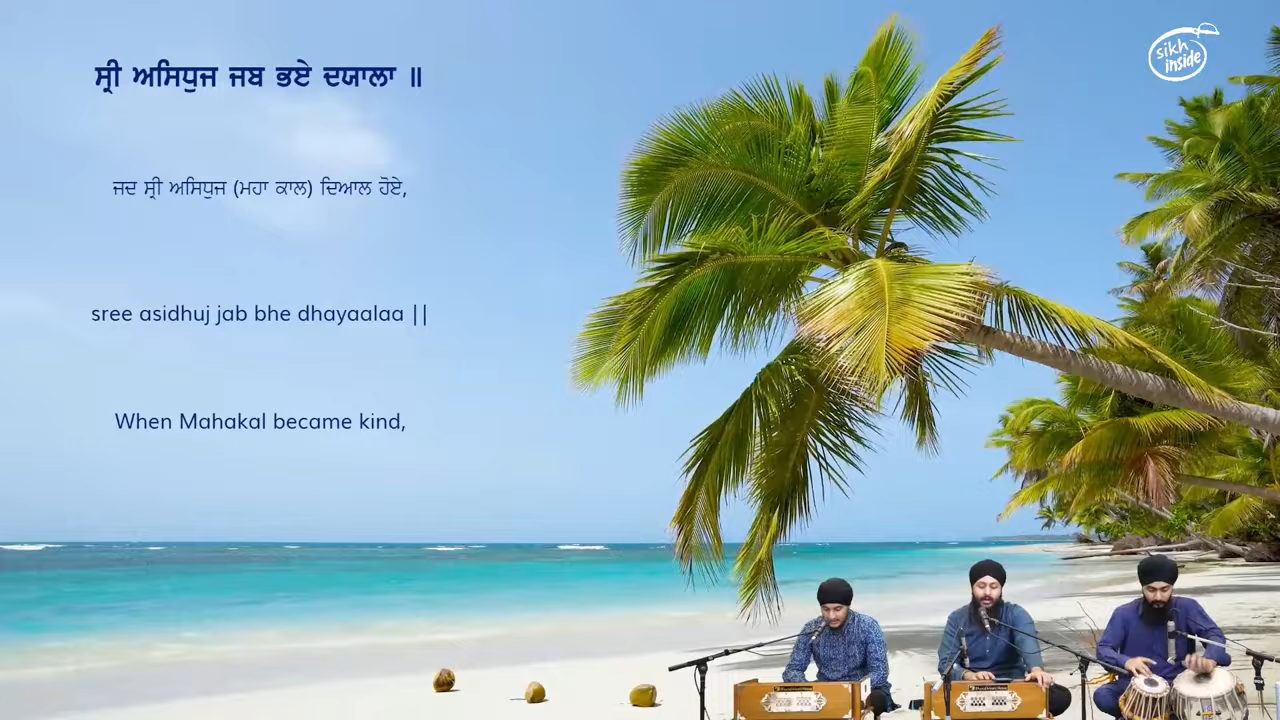 ਸ੍ਰੀ ਅਸਿਧੁਜ ਜਬ ਭਏ ਦਯਾਲਾ ॥
ਜਦ ਸ੍ਰੀ ਅਸਿਧੁਜ (ਮਹਾ ਕਾਲ) ਦਿਆਲ ਹੋਏ,
sree asidhuj jab bhe dhayaalaa ||
When Mahakal became kind,
sikh
inside